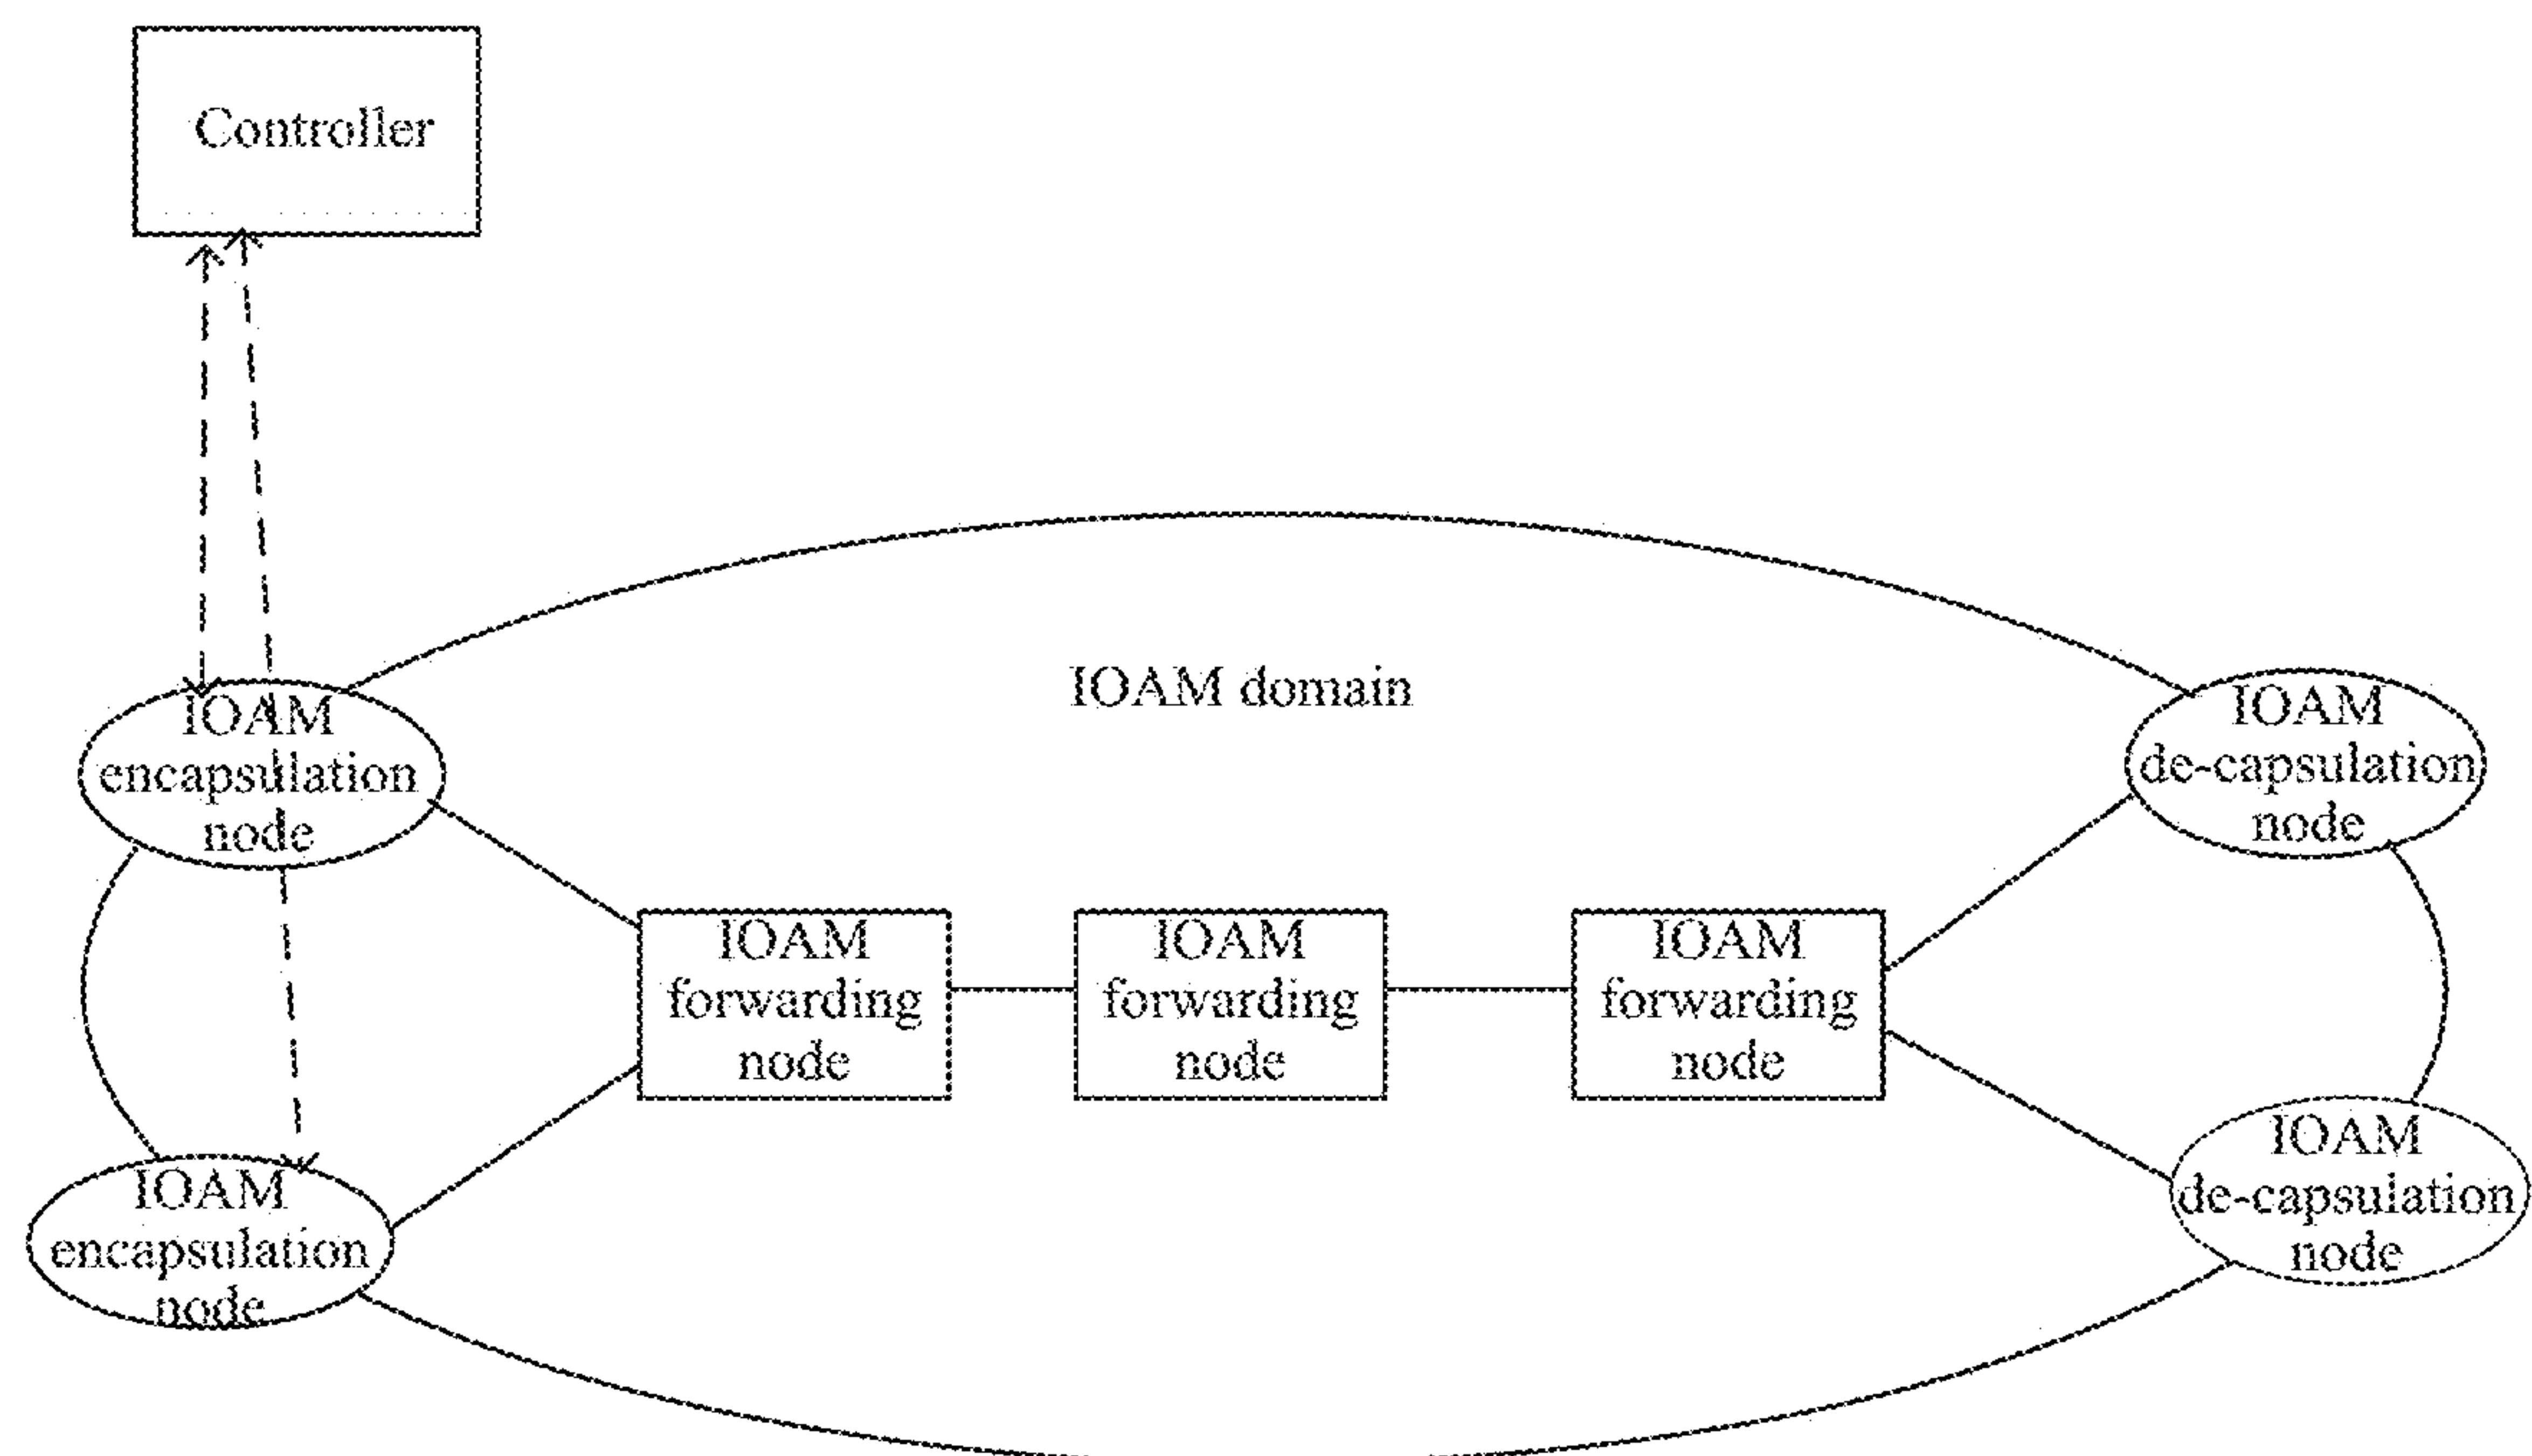 Controller
IOAM domain
IOAM
encapsulation
node
IOAM
de-capsulation
node
IOAM
forwarding
node
IOAM
forwarding
node
IOAM
forwarding
node
IOAM
encapsulation
node
IOAM
de-capsulation
node